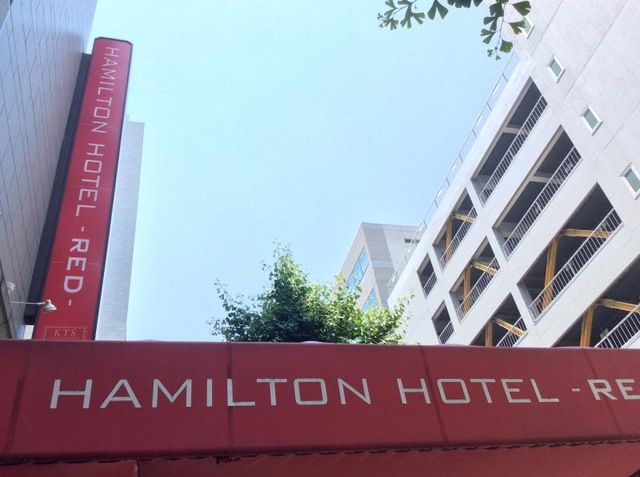 HAMILTON HOTEL - RED -
KTS
HAMILTON HOTEL - RE